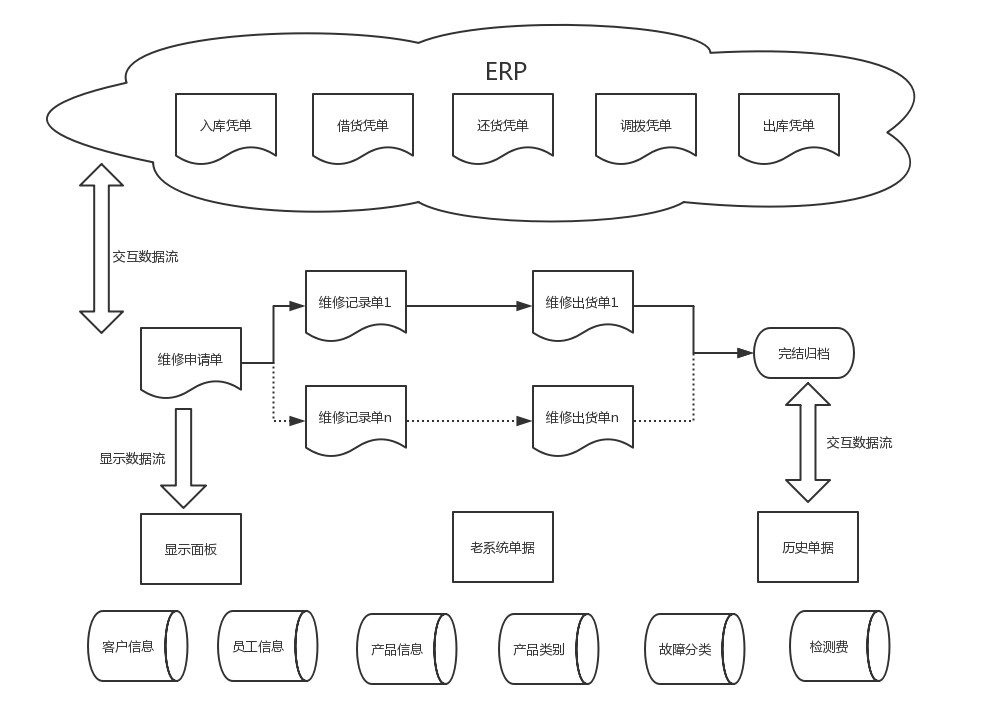 ERP
入库凭单
借货凭单
还货凭单
调拨凭单
出库凭单
交互数据流
维修记录单1
维修出货单1
维修申请单
完结归档
维修记录单n
维修出货单n
交互数据流
显示数据流
显示面板
老系统单据
历史单据
客户信息
员工信息
产品信息
产品类别
故障分类
检测费